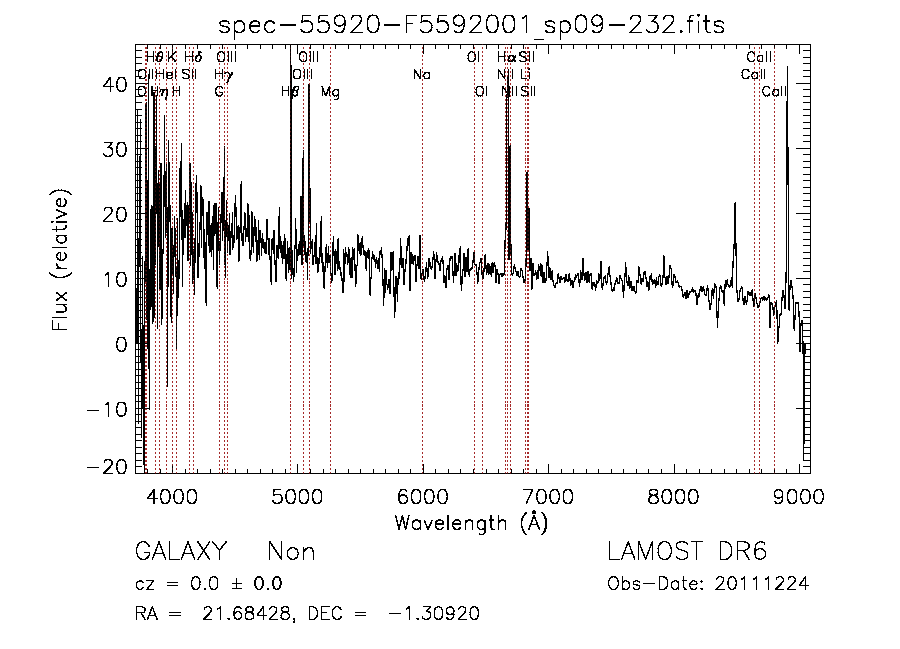 spec-55920-F5592001_sp09-232.fits
Hθ K Hδ OIII OIII OI Hα SII CaII
OII HeI SII Hγ OIII Na NII Li CaII
Hη H G Hβ Mg OI NII SII CaII
40
30
20
10
0
-10
-20
Flux (relative)
4000 5000 6000 7000 8000 9000
Wavelength (Å)
GALAXY Non LAMOST DR6
cz = 0.0 ± 0.0 Obs-Date: 20111224
RA = 21.68428, DEC = -1.30920